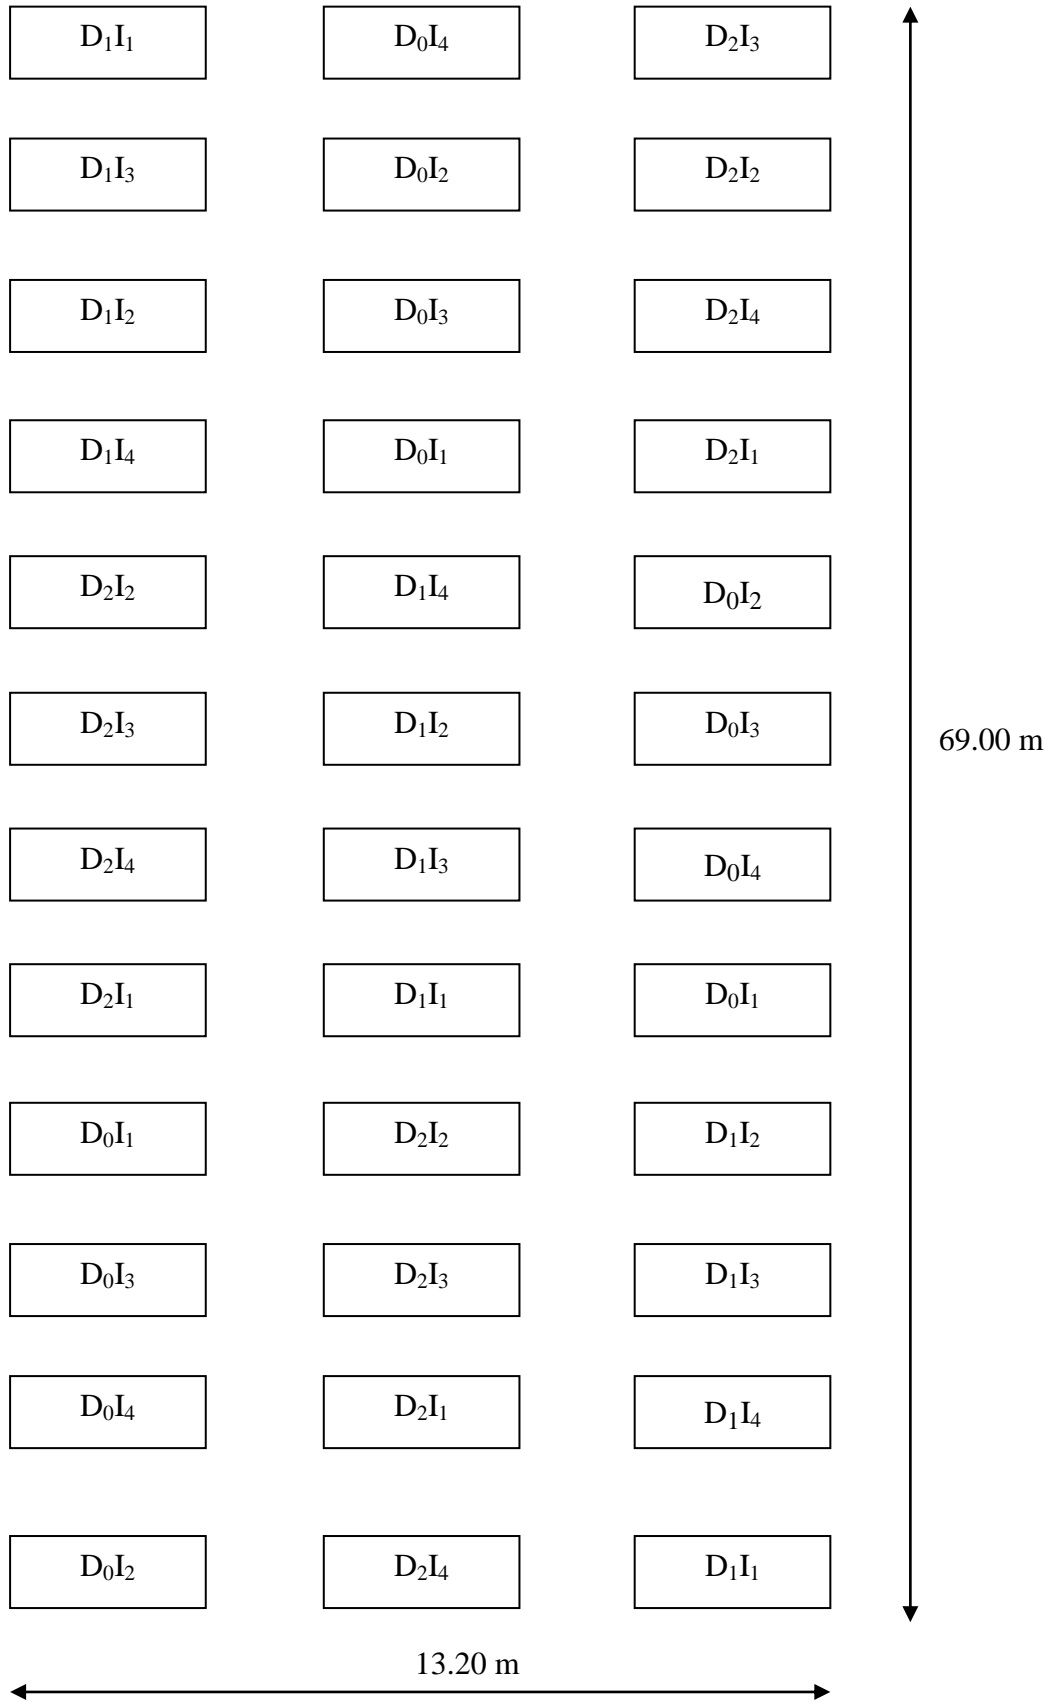 D₁I₁ D₀I₄ D₂I₃
D₁I₃ D₀I₂ D₂I₂
D₁I₂ D₀I₃ D₂I₄
D₁I₄ D₀I₁ D₂I₁
D₂I₂ D₁I₄ D₀I₂
D₂I₃ D₁I₂ D₀I₃
69.00 m
D₂I₄ D₁I₃ D₀I₄
D₂I₁ D₁I₁ D₀I₁
D₀I₁ D₂I₂ D₁I₂
D₀I₃ D₂I₃ D₁I₃
D₀I₄ D₂I₁ D₁I₄
D₀I₂ D₂I₄ D₁I₁
13.20 m